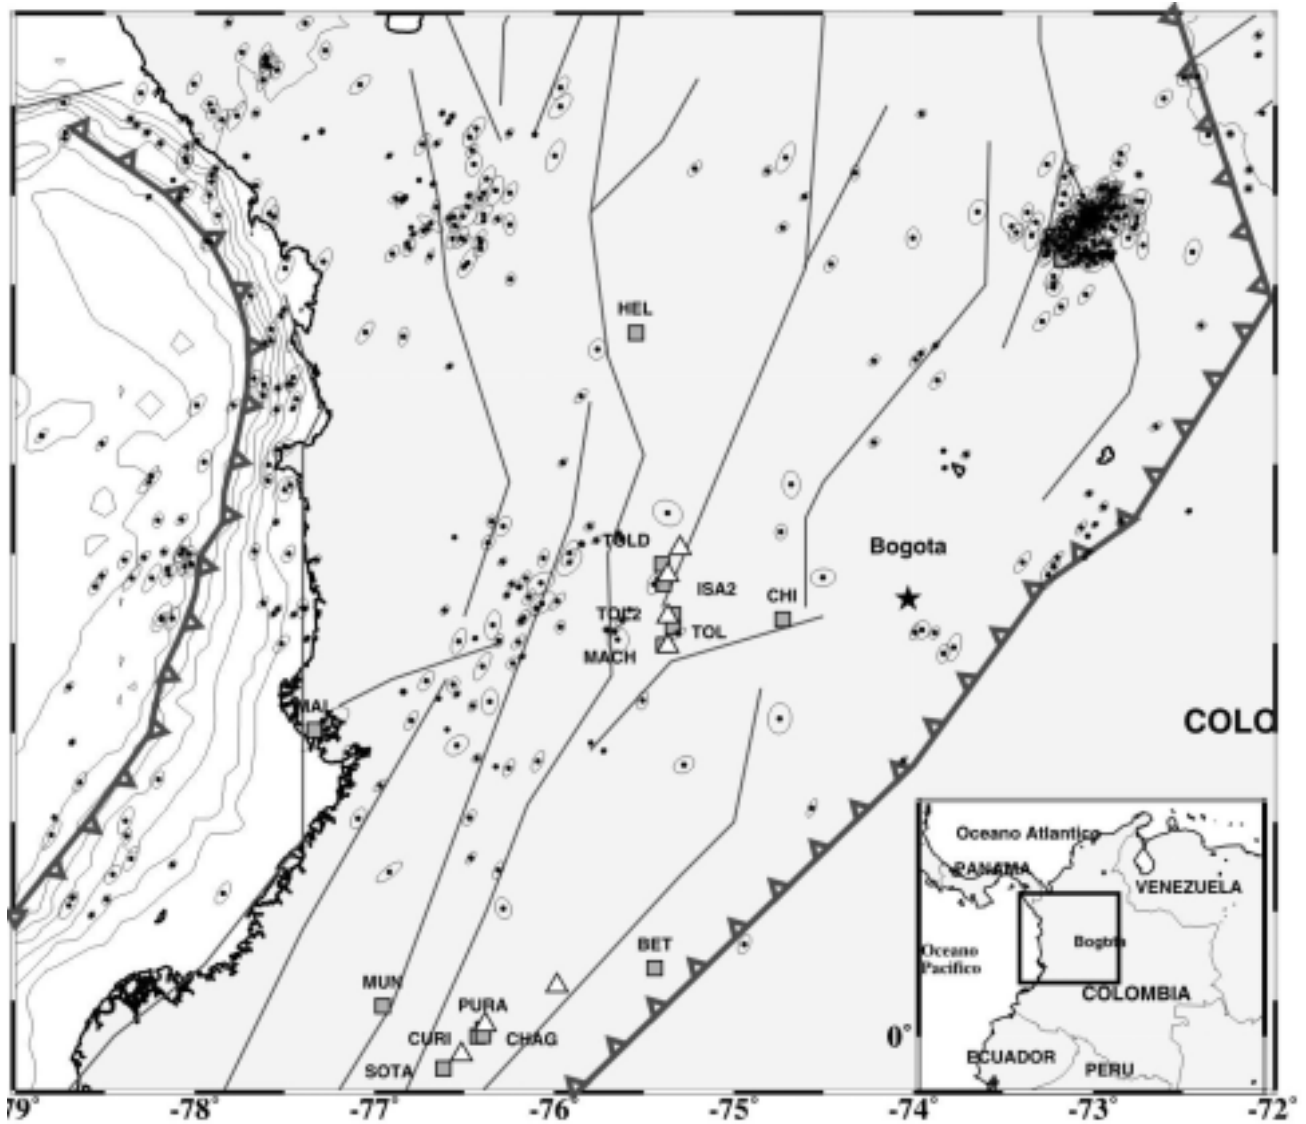 HEL
TOLD
Bogota
ISA2
CHI
TOL2
TOL
MACH
MAL
COLO
Oceano Atlantico
PANAMA
VENEZUELA
BET
Bogota
Oceano
Pacifico
MUN
COLOMBIA
PURA
CURI
CHAG
0°
ECUADOR
SOTA
PERU
79°
-78°
-77°
-76°
-75°
-74°
-73°
-72°